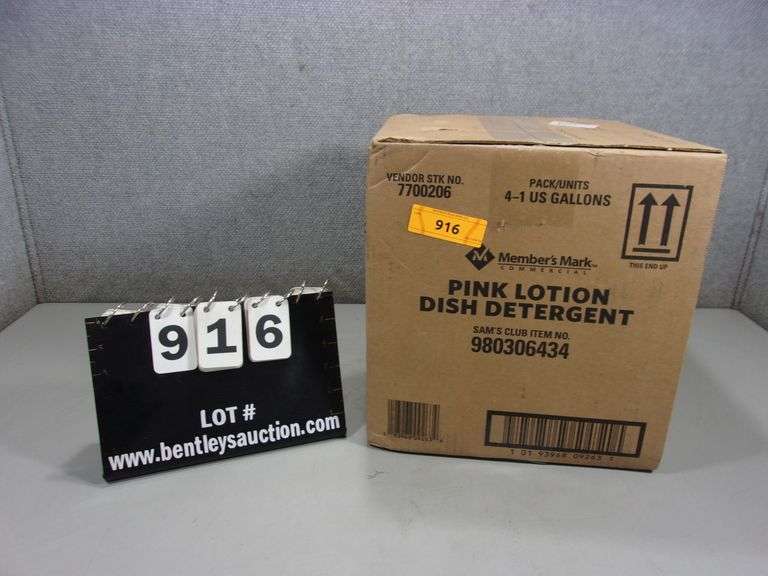 916
LOT #
www.bentleysauction.com
VENDOR STK NO.
7700206
PACK/UNITS
4-1 US GALLONS
916
THIS END UP
Member's Mark™
COMMERCIAL
PINK LOTION
DISH DETERGENT
SAM'S CLUB ITEM NO.
980306434